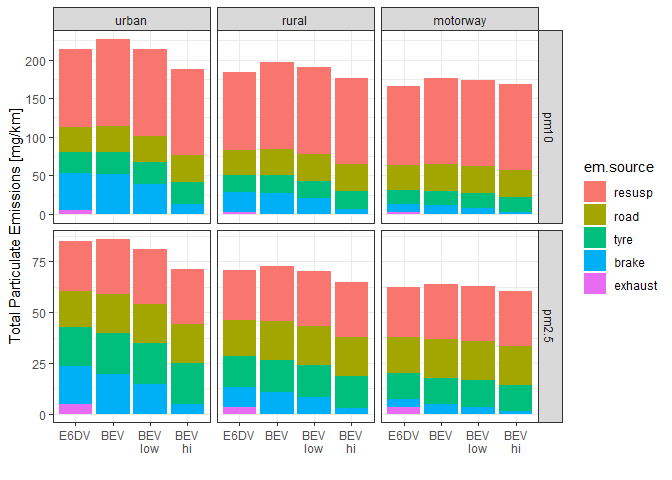 urban rural motorway
200
150
100
50
0
pm10
75
50
25
0
pm2.5
Total Particulate Emissions [mg/km]
E6DV BEV BEV low BEV hi
E6DV BEV BEV low BEV hi
E6DV BEV BEV low BEV hi
em.source
resusp
road
tyre
brake
exhaust